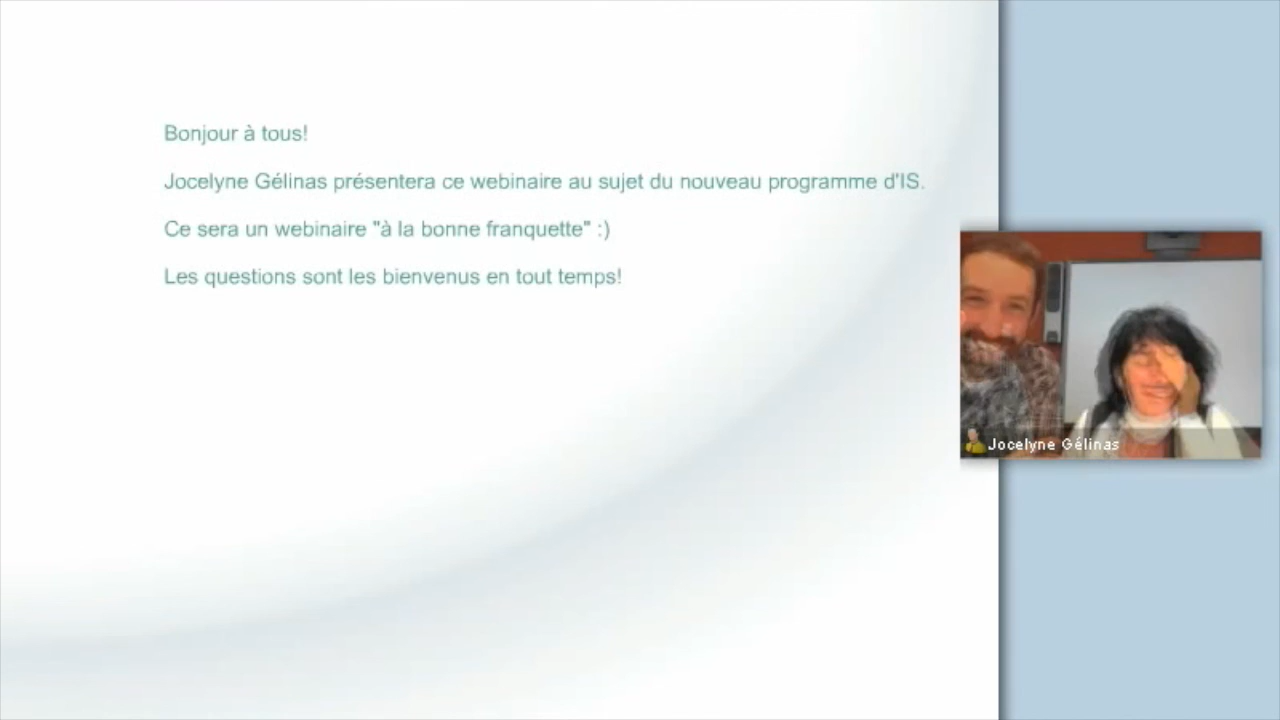 Bonjour à tous!
Jocelyne Gélinas présentera ce webinaire au sujet du nouveau programme d'IS.
Ce sera un webinaire "à la bonne franquette" :)
Les questions sont les bienvenus en tout temps!
Jocelyne Gélinas